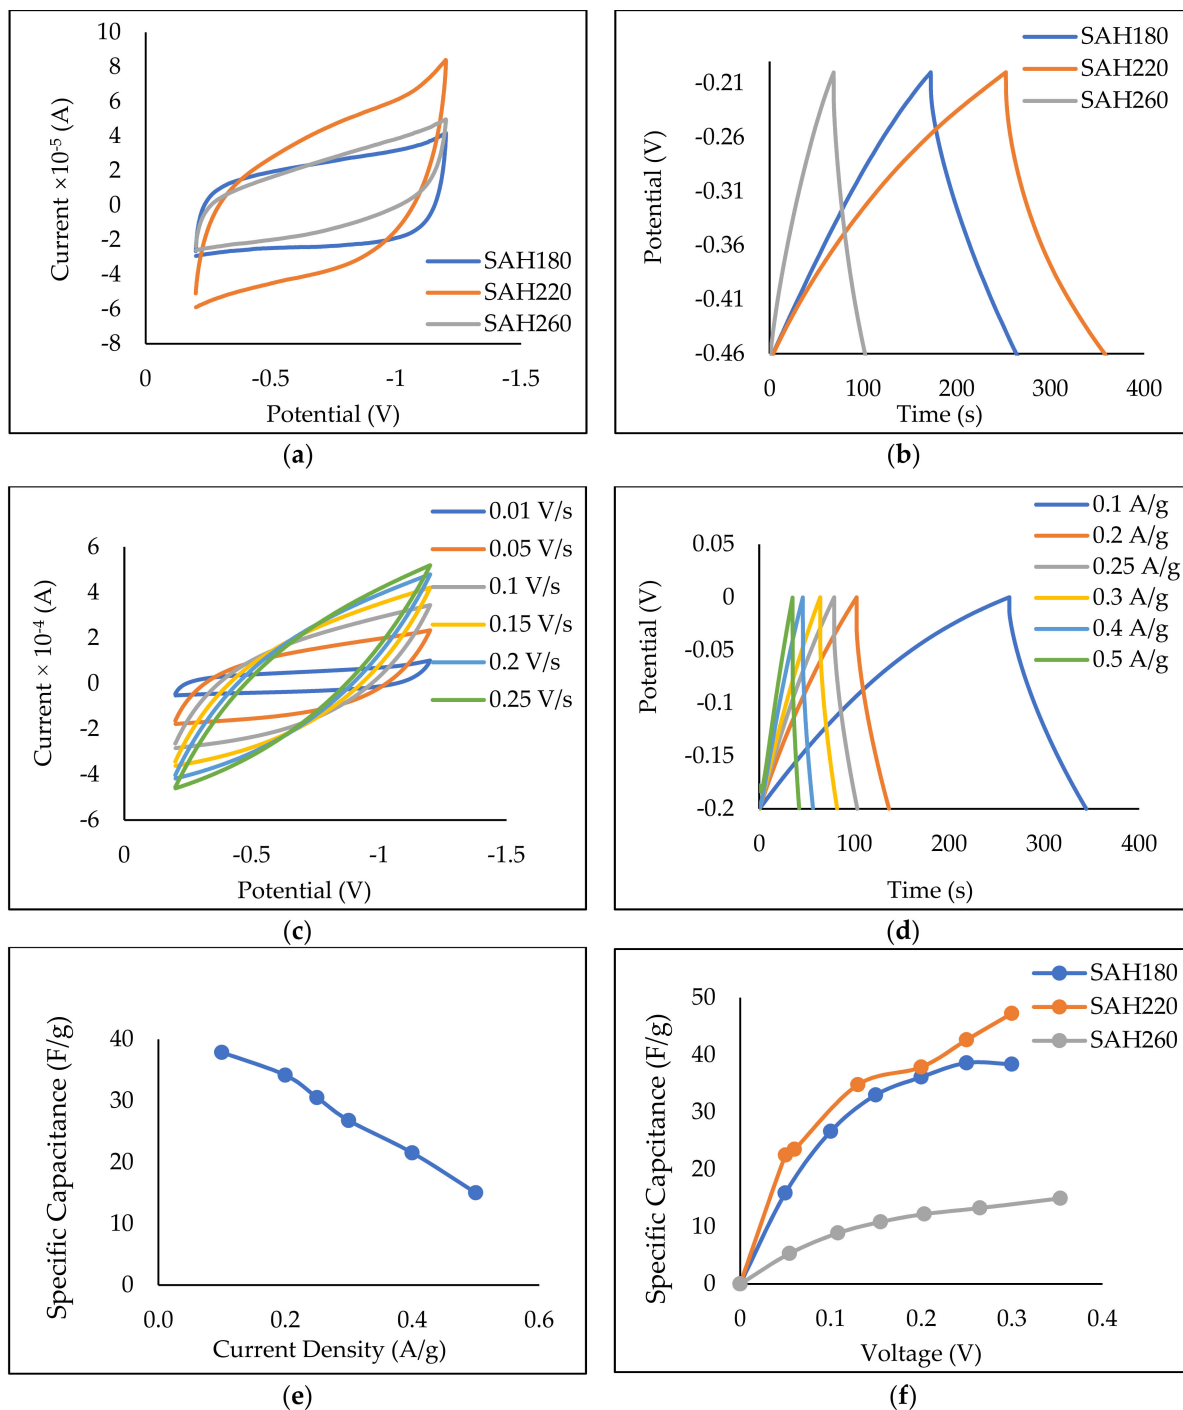 10
8
6
4
2
0
-2
-4
-6
-8
0
-0.5
-1
-1.5
Current ×10-5 (A)
Potential (V)
SAH180
SAH220
SAH260
(a)
SAH180
SAH220
SAH260
-0.21
-0.26
-0.31
-0.36
-0.41
-0.46
0
100
200
300
400
Potential (V)
Time (s)
(b)
0.01 V/s
0.05 V/s
0.1 V/s
0.15 V/s
0.2 V/s
0.25 V/s
6
4
2
0
-2
-4
-6
0
-0.5
-1
-1.5
Current × 10-4 (A)
Potential (V)
(c)
0.1 A/g
0.2 A/g
0.25 A/g
0.3 A/g
0.4 A/g
0.5 A/g
0.05
0
-0.05
-0.1
-0.15
-0.2
0
100
200
300
400
Potential (V)
Time (s)
(d)
40
30
20
10
0
0.0
0.2
0.4
0.6
Specific Capacitance (F/g)
Current Density (A/g)
(e)
SAH180
SAH220
SAH260
50
40
30
20
10
0
0
0.1
0.2
0.3
0.4
Specific Capcitance (F/g)
Voltage (V)
(f)